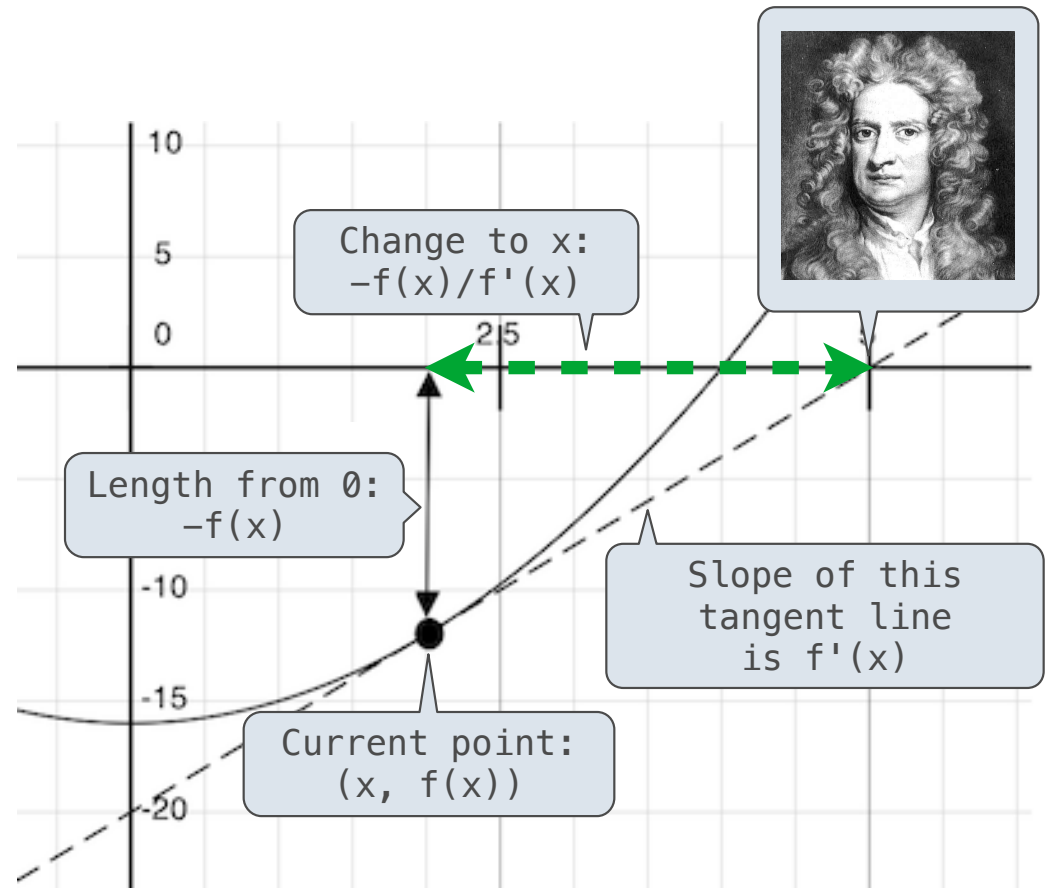 10
5
0
Change to x:
−f(x)/f'(x)
2.5
Length from 0:
−f(x)
-10
Slope of this
tangent line
is f'(x)
-15
Current point:
(x, f(x))
-20